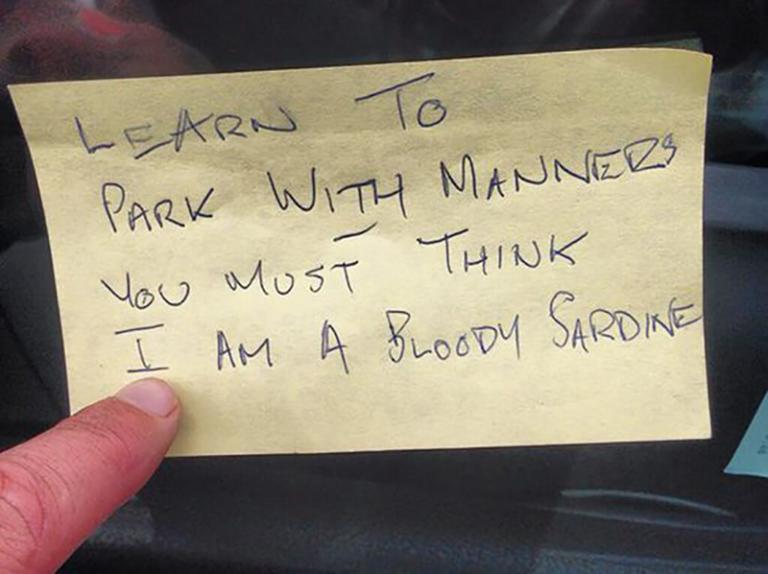 LEARN TO
PARK WITH MANNERS
YOU MUST THINK
I AM A BLOODY SARDINE